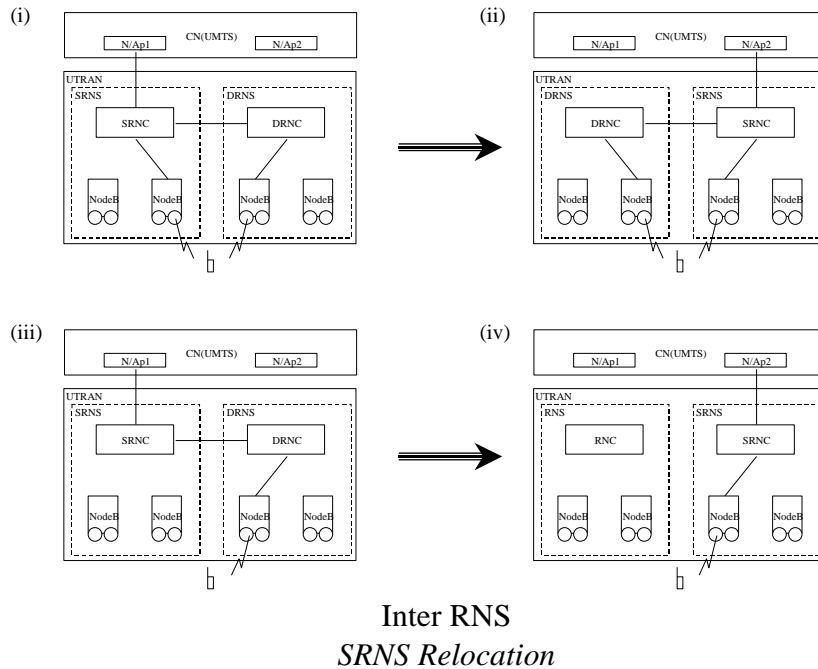 (i)
CN(UMTS)
N/Ap1
N/Ap2
UTRAN
SRNS
DRNS
SRNC
DRNC
NodeB
NodeB
NodeB
NodeB
(ii)
CN(UMTS)
N/Ap1
N/Ap2
UTRAN
DRNS
SRNS
DRNC
SRNC
NodeB
NodeB
NodeB
NodeB
(iii)
CN(UMTS)
N/Ap1
N/Ap2
UTRAN
SRNS
DRNS
SRNC
DRNC
NodeB
NodeB
NodeB
NodeB
(iv)
CN(UMTS)
N/Ap1
N/Ap2
UTRAN
RNS
SRNS
RNC
SRNC
NodeB
NodeB
NodeB
NodeB
Inter RNS
SRNS Relocation